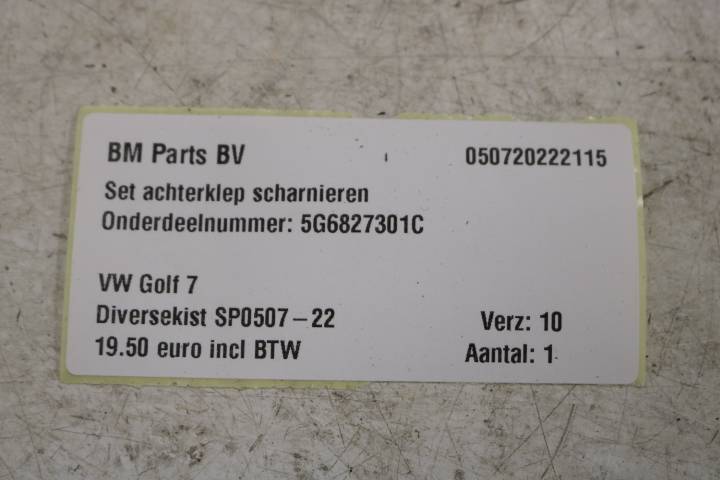 BM Parts BV 050720222115
Set achterklep scharnieren
Onderdeelnummer: 5G6827301C
VW Golf 7
Diversekist SP0507-22 Verz: 10
19.50 euro incl BTW Aantal: 1